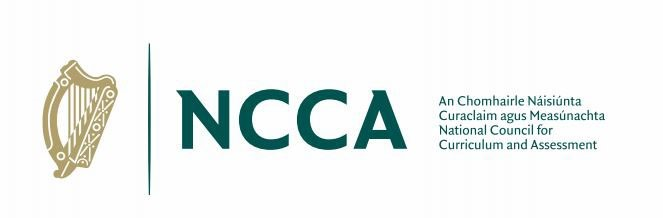 NCCA
An Chomhairle Náisiúnta
Curaclaim agus Measúnachta
National Council for
Curriculum and Assessment